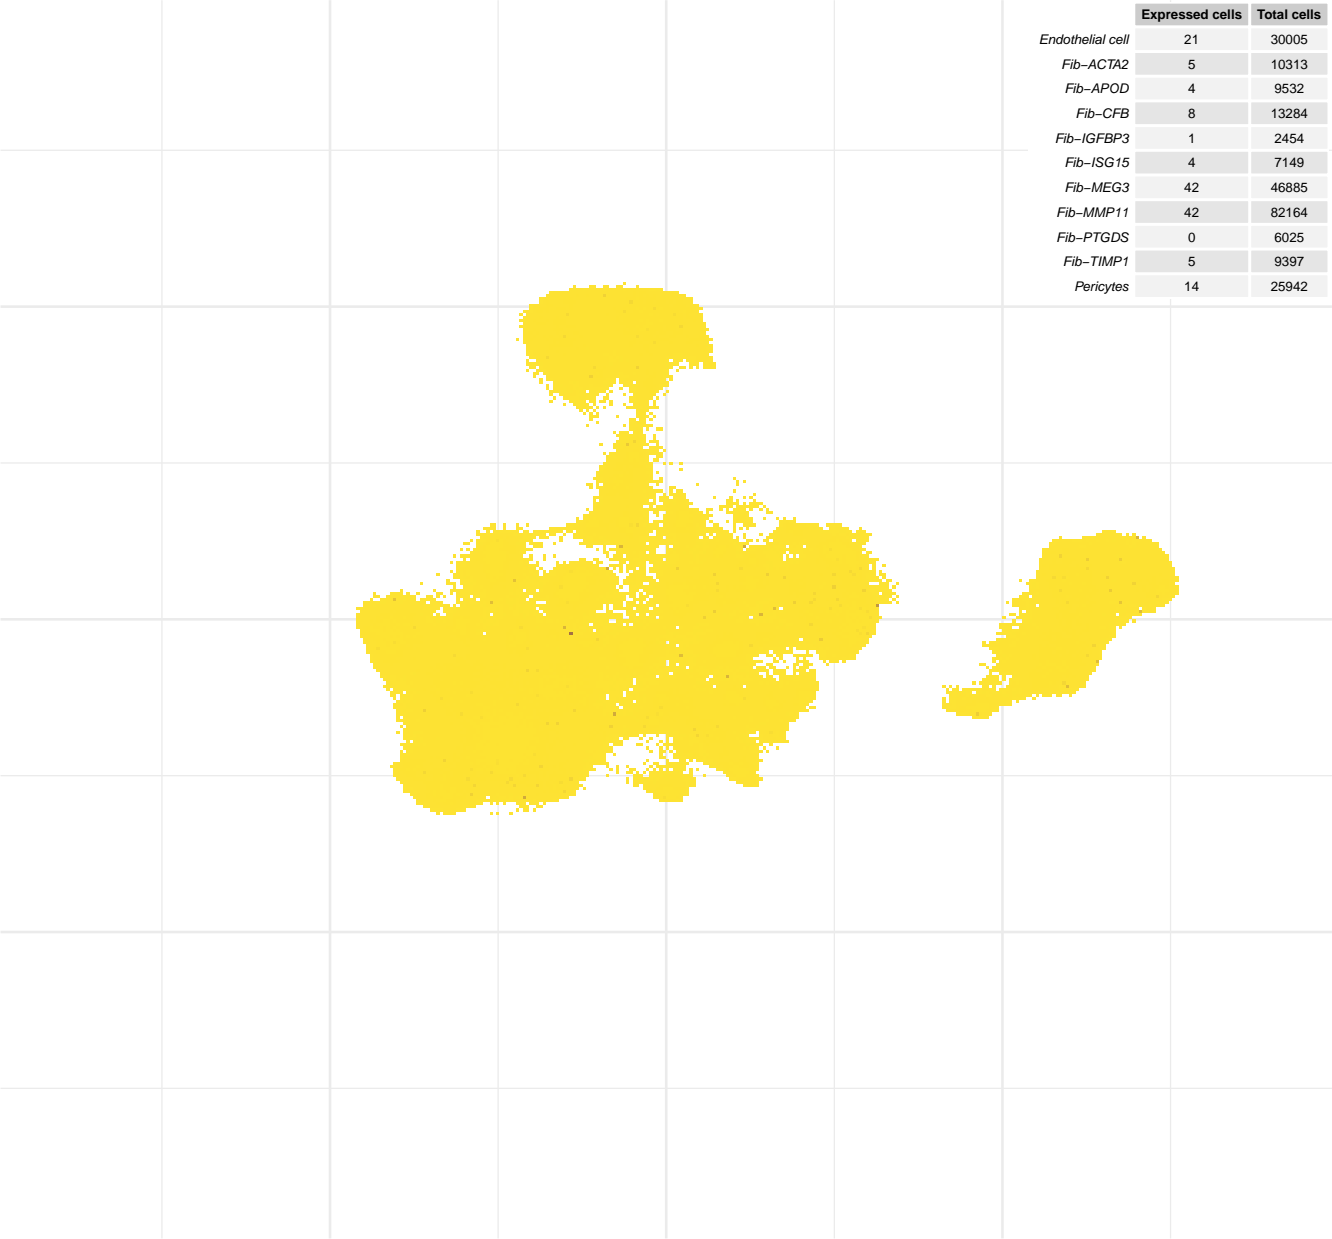 Expressed cells Total cells
Endothelial cell 21 30005
Fib−ACTA2 5 10313
Fib−APOD 4 9532
Fib−CFB 8 13284
Fib−IGFBP3 1 2454
Fib−ISG15 4 7149
Fib−MEG3 42 46885
Fib−MMP11 42 82164
Fib−PTGDS 0 6025
Fib−TIMP1 5 9397
Pericytes 14 25942